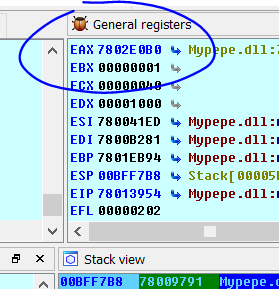 General registers
EAX 7802E0B0 Mypepe.dll:
EBX 00000001
ECX 00000040
EDX 00001000
ESI 780041ED Mypepe.dll:
EDI 7800B281 Mypepe.dll:
EBP 7801EB94 Mypepe.dll:
ESP 00BFF7B8 Stack[00005
EIP 78013954 Mypepe.dll:
EFL 00000202
Stack view
00BFF7B8 78009791 Mypepe.d